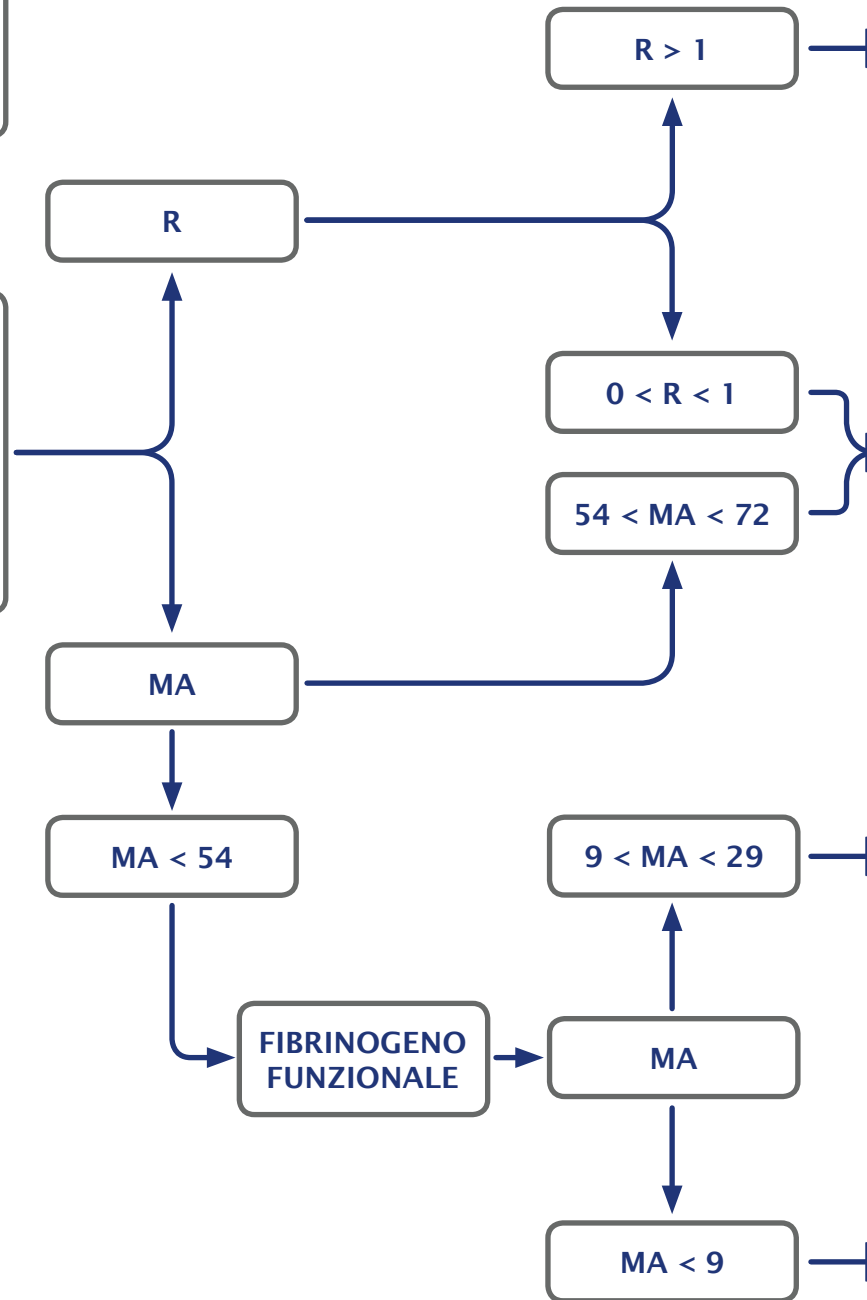 R > 1
R
0 < R < 1
54 < MA < 72
MA
MA < 54
9 < MA < 29
FIBRINOGENO
FUNZIONALE
MA
MA < 9